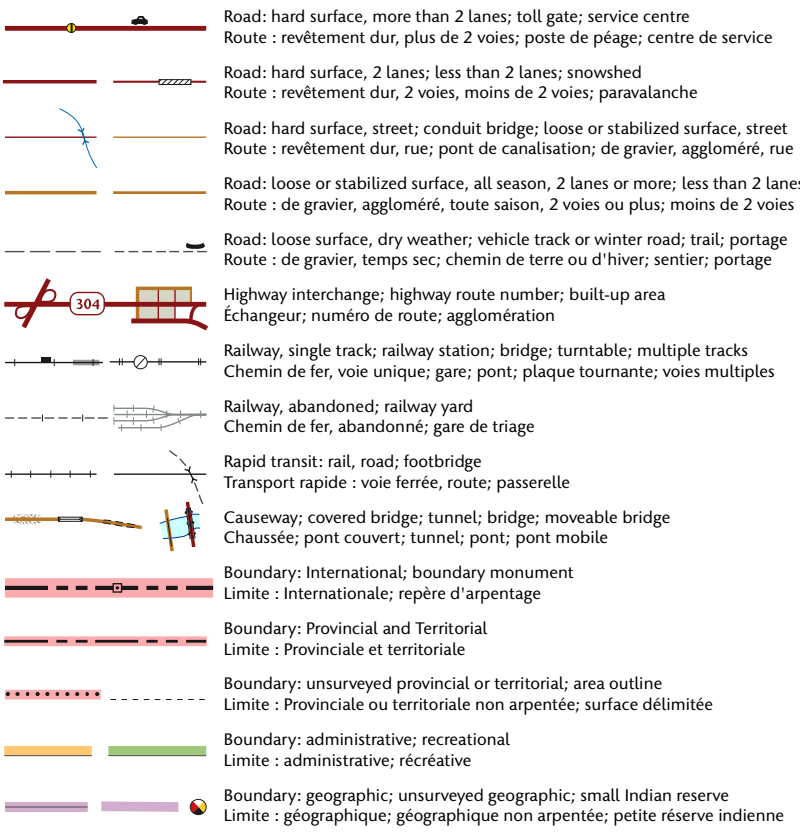 Road: hard surface, more than 2 lanes; toll gate; service centre
Route : revêtement dur, plus de 2 voies; poste de péage; centre de service
Road: hard surface, 2 lanes; less than 2 lanes; snowshed
Route : revêtement dur, 2 voies, moins de 2 voies; paravalanche
Road: hard surface, street; conduit bridge; loose or stabilized surface, street
Route : revêtement dur, rue; pont de canalisation; de gravier, aggloméré, rue
Road: loose or stabilized surface, all season, 2 lanes or more; less than 2 lanes
Route : de gravier, aggloméré, toute saison, 2 voies ou plus; moins de 2 voies
Road: loose surface, dry weather; vehicle track or winter road; trail; portage
Route : de gravier, temps sec; chemin de terre ou d'hiver; sentier; portage
304
Highway interchange; highway route number; built-up area
Échangeur; numéro de route; agglomération
Railway, single track; railway station; bridge; turntable; multiple tracks
Chemin de fer, voie unique; gare; pont; plaque tournante; voies multiples
Railway, abandoned; railway yard
Chemin de fer, abandonné; gare de triage
Rapid transit: rail, road; footbridge
Transport rapide : voie ferrée, route; passerelle
Causeway; covered bridge; tunnel; bridge; moveable bridge
Chaussée; pont couvert; tunnel; pont; pont mobile
Boundary: International; boundary monument
Limite : Internationale; repère d'arpentage
Boundary: Provincial and Territorial
Limite : Provinciale et territoriale
Boundary: unsurveyed provincial or territorial; area outline
Limite : Provinciale ou territoriale non arpentée; surface délimitée
Boundary: administrative; recreational
Limite : administrative; récréative
Boundary: geographic; unsurveyed geographic; small Indian reserve
Limite : géographique; géographique non arpentée; petite réserve indienne